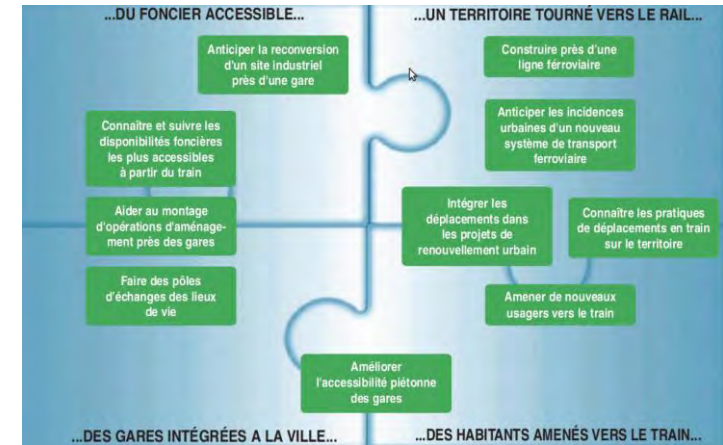 ...DU FONCIER ACCESSIBLE...
...UN TERRITOIRE TOURNÉ VERS LE RAIL...
Anticiper la reconversion
d'un site industriel
près d'une gare
Construire près d'une
ligne férroviaire
Connaître et suivre les
disponibilités foncières
les plus accessibles
à partir du train
Anticiper les incidences
urbaines d'un nouveau
système de transport
ferroviaire
Aider au montage
d'opérations d'aménage-
ment près des gares
Intégrer les
déplacements dans
les projets de
renouvellement urbain
Connaître les pratiques
de déplacements en train
sur le territoire
Faire des pôles
d'échanges des lieux
de vie
Amener de nouveaux
usagers vers le train
Améliorer
l'accessibilité piétonne
des gares
...DES GARES INTÉGRÉES A LA VILLE...
...DES HABITANTS AMENÉS VERS LE TRAIN...